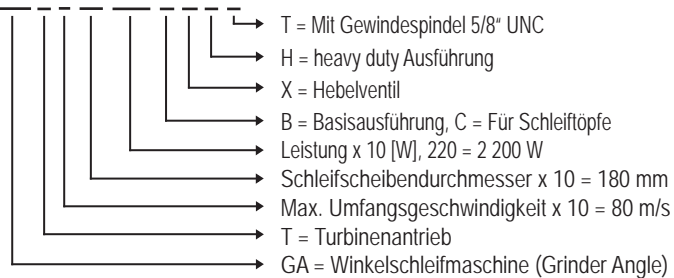 T = Mit Gewindespindel 5/8“ UNC
H = heavy duty Ausführung
X = Hebelventil
B = Basisausführung, C = Für Schleiftöpfe
Leistung x 10 [W], 220 = 2 200 W
Schleifscheibendurchmesser x 10 = 180 mm
Max. Umfangsgeschwindigkeit x 10 = 80 m/s
T = Turbinenantrieb
GA = Winkelschleifmaschine (Grinder Angle)